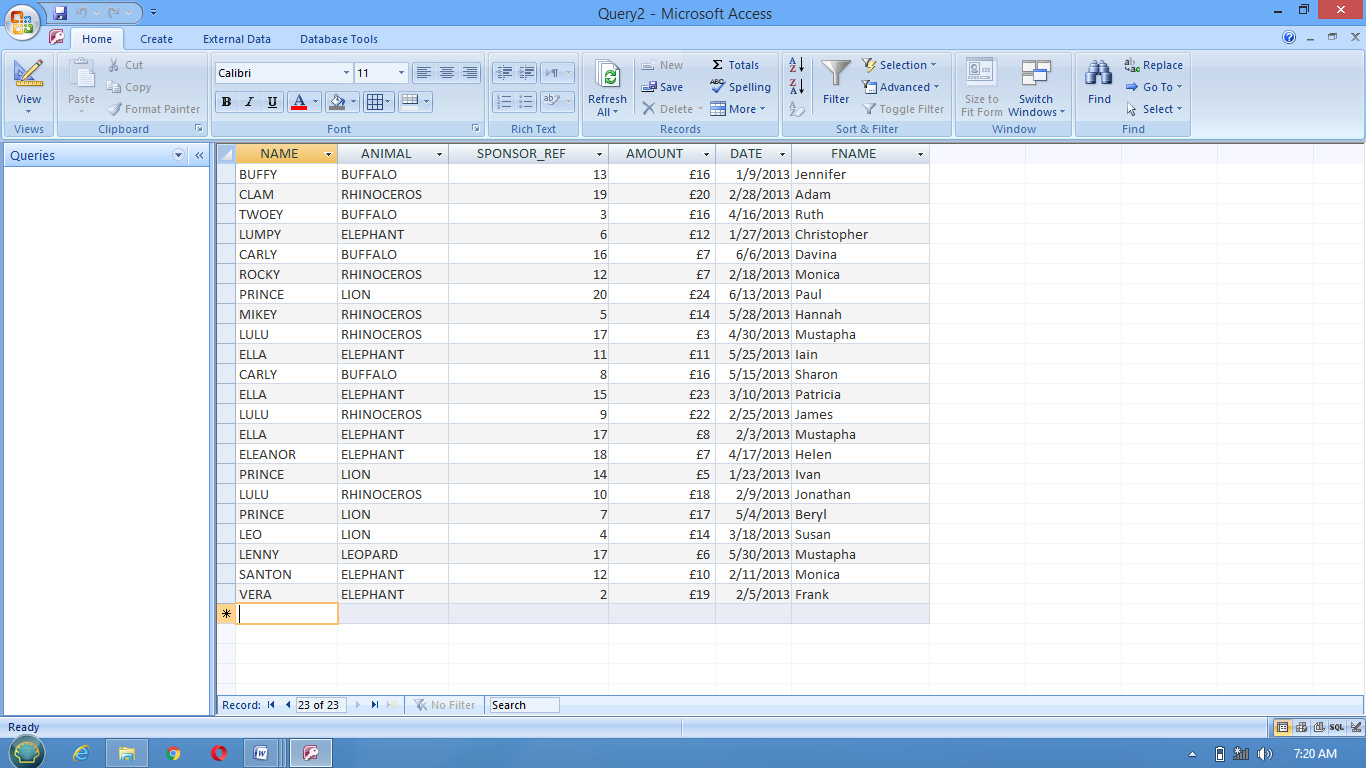 Query2 - Microsoft Access
Home Create External Data Database Tools
View
Views
Paste
Cut
Copy
Format Painter
Clipboard
Calibri 11
B I U A
Font
ab
Rich Text
Refresh All
New
Save
Delete
Totals
Spelling
More
Records
Filter
Selection
Advanced
Toggle Filter
Sort & Filter
Size to Fit Form
Switch Windows
Window
Find
Replace
Go To
Select
Find
Queries
NAME ANIMAL SPONSOR_REF AMOUNT DATE FNAME
BUFFY BUFFALO 13 £16 1/9/2013 Jennifer
CLAM RHINOCEROS 19 £20 2/28/2013 Adam
TWOEY BUFFALO 3 £16 4/16/2013 Ruth
LUMPY ELEPHANT 6 £12 1/27/2013 Christopher
CARLY BUFFALO 16 £7 6/6/2013 Davina
ROCKY RHINOCEROS 12 £7 2/18/2013 Monica
PRINCE LION 20 £24 6/13/2013 Paul
MIKEY RHINOCEROS 5 £14 5/28/2013 Hannah
LULU RHINOCEROS 17 £3 4/30/2013 Mustapha
ELLA ELEPHANT 11 £11 5/25/2013 Iain
CARLY BUFFALO 8 £16 5/15/2013 Sharon
ELLA ELEPHANT 15 £23 3/10/2013 Patricia
LULU RHINOCEROS 9 £22 2/25/2013 James
ELLA ELEPHANT 17 £8 2/3/2013 Mustapha
ELEANOR ELEPHANT 18 £7 4/17/2013 Helen
PRINCE LION 14 £5 1/23/2013 Ivan
LULU RHINOCEROS 10 £18 2/9/2013 Jonathan
PRINCE LION 7 £17 5/4/2013 Beryl
LEO LION 4 £14 3/18/2013 Susan
LENNY LEOPARD 17 £6 5/30/2013 Mustapha
SANTON ELEPHANT 12 £10 2/11/2013 Monica
VERA ELEPHANT 2 £19 2/5/2013 Frank
Record: 23 of 23 No Filter Search
Ready SQL
7:20 AM